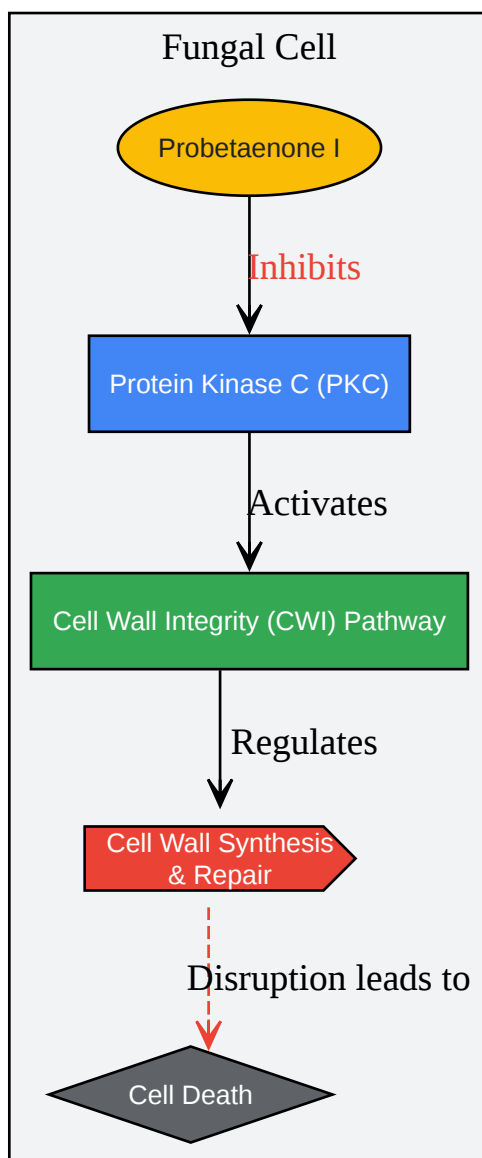 Fungal Cell
Probetaenone I
Inhibits
Protein Kinase C (PKC)
Activates
Cell Wall Integrity (CWI) Pathway
Regulates
Cell Wall Synthesis
& Repair
Disruption leads to
Cell Death